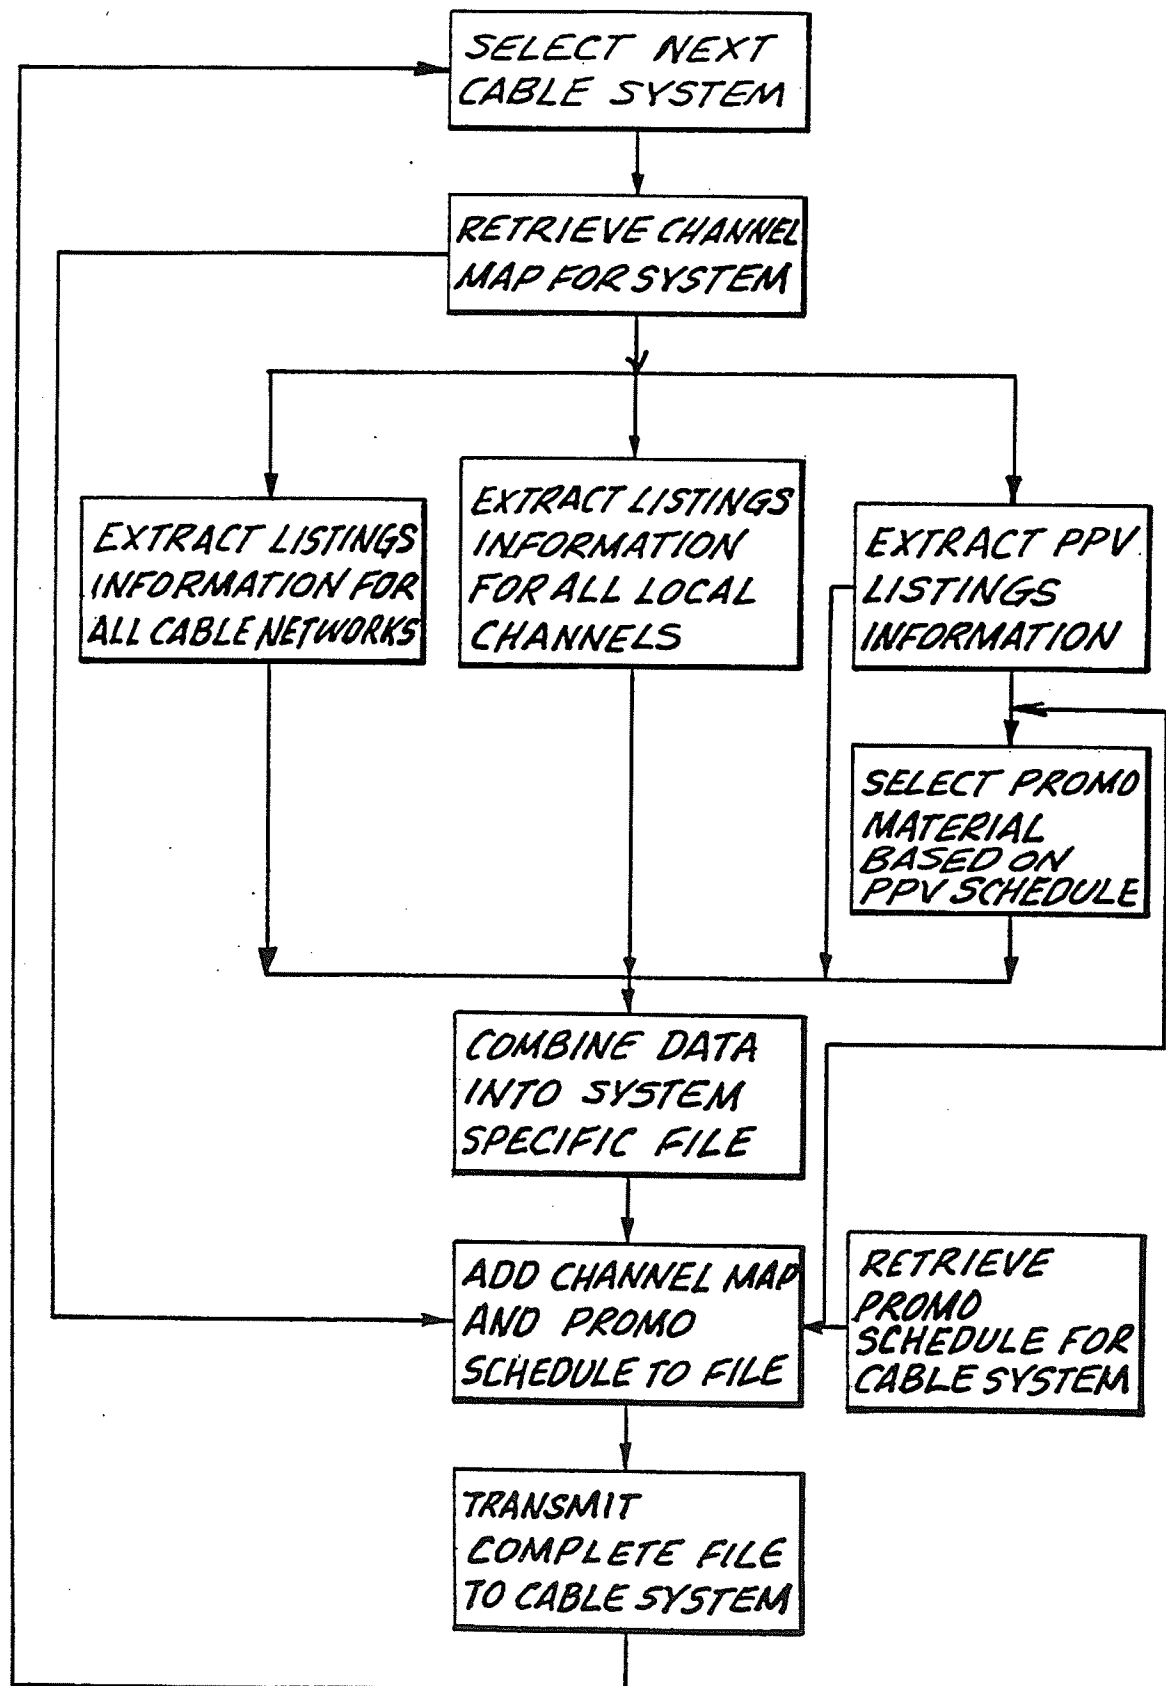 SELECT NEXT
CABLE SYSTEM
RETRIEVE CHANNEL
MAP FOR SYSTEM
EXTRACT LISTINGS
INFORMATION FOR
ALL CABLE NETWORKS
EXTRACT LISTINGS
INFORMATION
FOR ALL LOCAL
CHANNELS
EXTRACT PPV
LISTINGS
INFORMATION
SELECT PROMO
MATERIAL
BASED ON
PPV SCHEDULE
COMBINE DATA
INTO SYSTEM
SPECIFIC FILE
ADD CHANNEL MAP
AND PROMO
SCHEDULE TO FILE
RETRIEVE
PROMO
SCHEDULE FOR
CABLE SYSTEM
TRANSMIT
COMPLETE FILE
TO CABLE SYSTEM